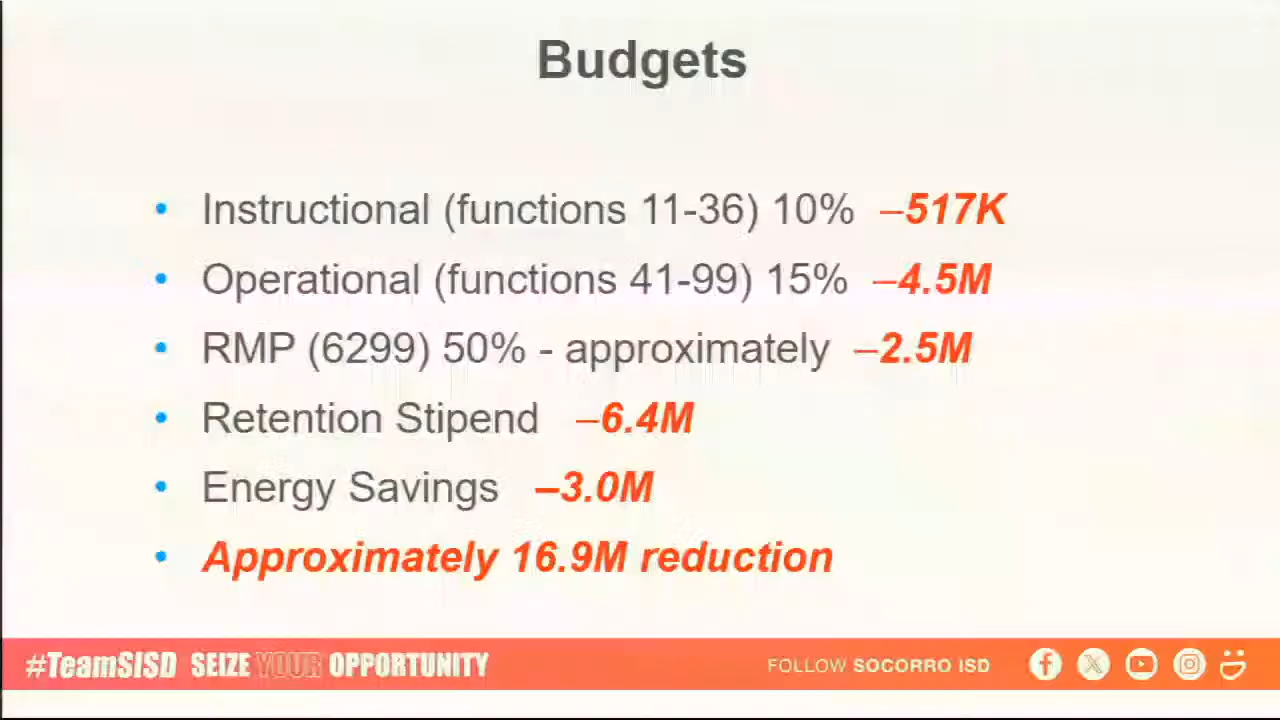 Budgets
• Instructional (functions 11-36) 10% –517K
• Operational (functions 41-99) 15% –4.5M
• RMP (6299) 50% - approximately –2.5M
• Retention Stipend –6.4M
• Energy Savings –3.0M
• Approximately 16.9M reduction
#TeamSISD SEIZE YOUR OPPORTUNITY
FOLLOW SOCORRO ISD